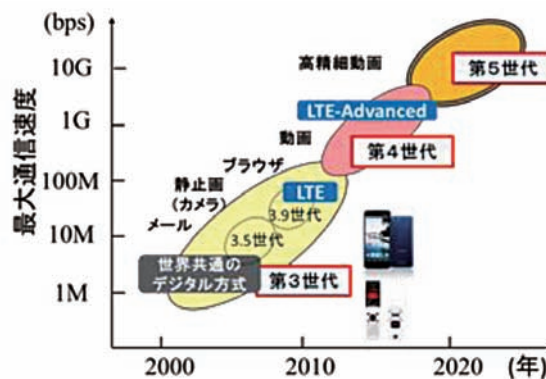 (bps)
最大通信速度
10G
1G
100M
10M
1M
高精細動画
第5世代
LTE-Advanced
動画
第4世代
ブラウザ
静止画
(カメラ)
メール
LTE
3.9世代
3.5世代
世界共通の
デジタル方式
第3世代
2000
2010
2020
(年)